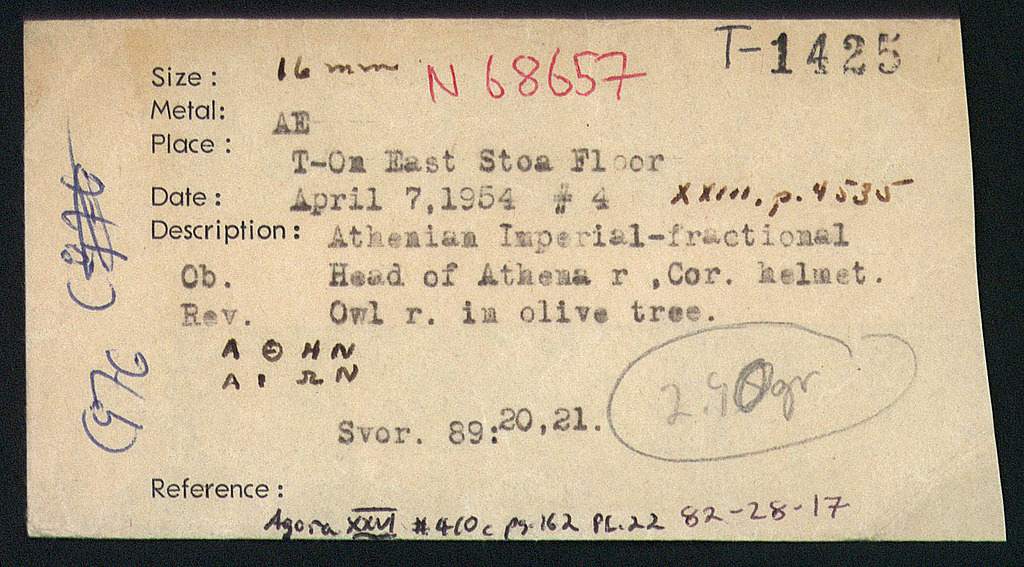 T-1425
Size: 16 mm N 68657
Metal: AE
Place: T-On East Stoa Floor
Date: April 7,1954 # 4 XXIII. p. 4535
Description: Athenian Imperial-fractional
Ob. Head of Athena r ,Cor. helmet.
Rev. Owl r. in olive tree.
Α Θ Η Ν
Α Ι Ω Ν
2.90gr
Svor. 89:20,21.
Reference:
Agora XXVI #410c pg.162 PL.22 82-28-17